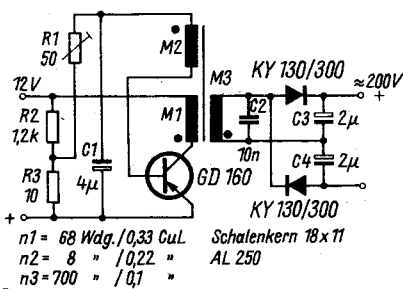 R1
50
M2
12V
M3
KY 130/300
≈200V
+
R2
1,2k
C1
4μ
M1
C2
10n
C3
2μ
C4
2μ
R3
10
GD 160
KY 130/300
+
n1 = 68 Wdg./0,33 CuL
n2 = 8 " /0,22 "
n3 = 700 " /0,1 "
Schalenkern 18 x 11
AL 250